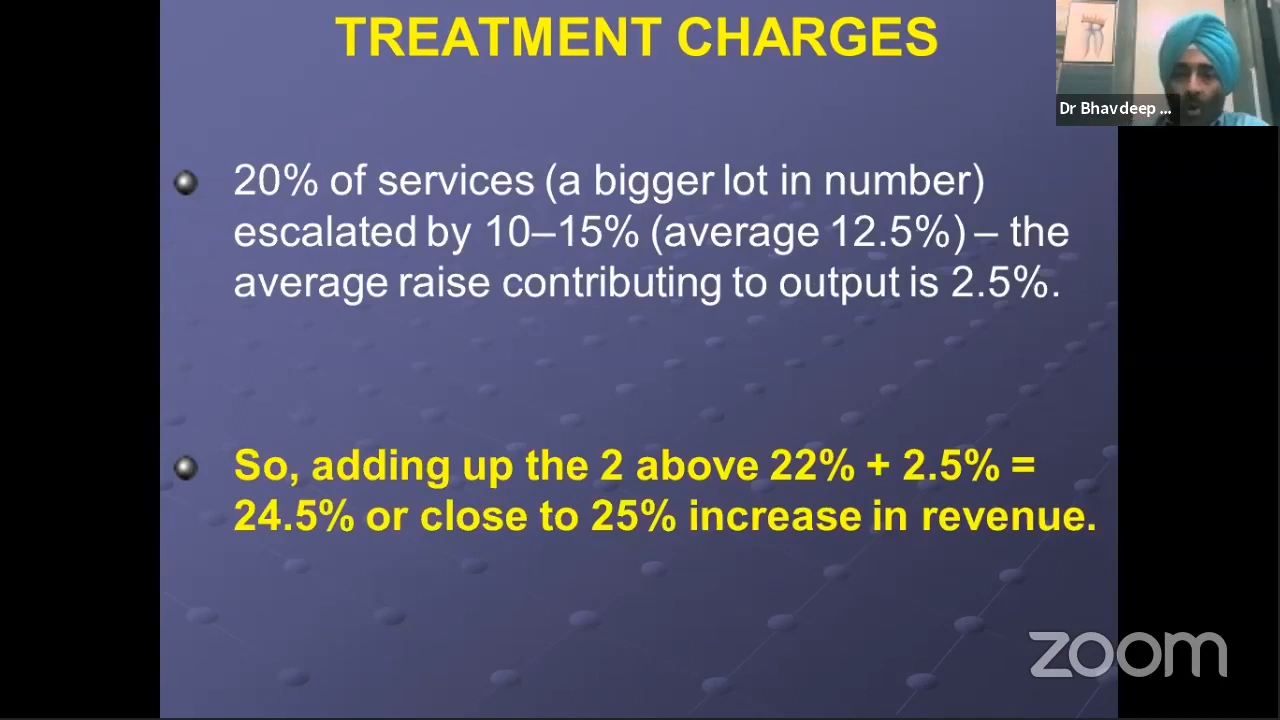 TREATMENT CHARGES
Dr Bhavdeep ...
20% of services (a bigger lot in number)
escalated by 10–15% (average 12.5%) – the
average raise contributing to output is 2.5%.
So, adding up the 2 above 22% + 2.5% =
24.5% or close to 25% increase in revenue.
zoom